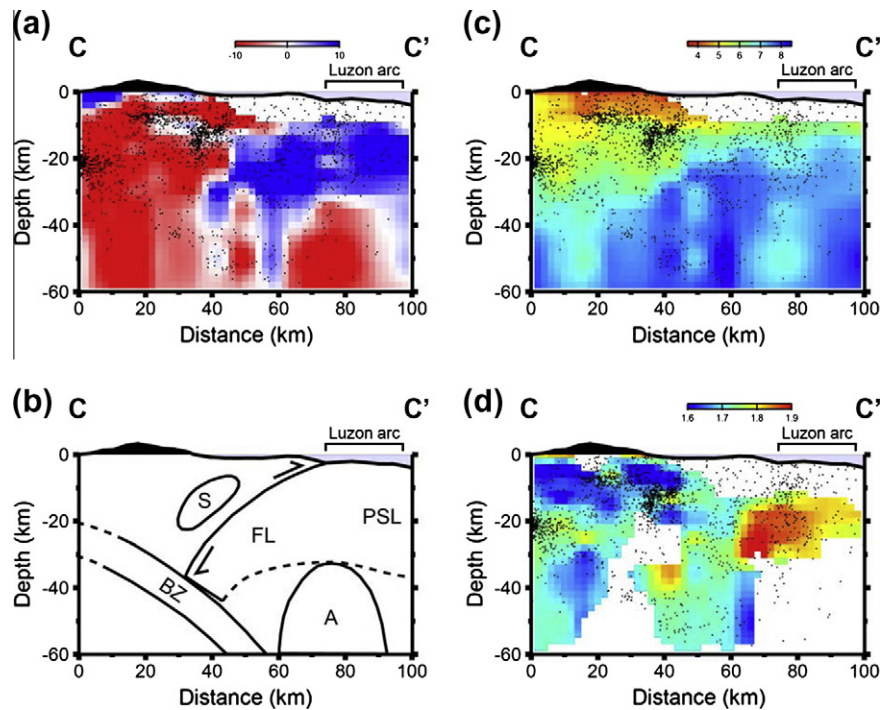 (a) C C'
-10 0 10
Luzon arc
0
-20
-40
-60
Depth (km)
0 20 40 60 80 100
Distance (km)
(c)
4 5 6 7 8
Luzon arc
0
-20
-40
-60
Depth (km)
0 20 40 60 80 100
Distance (km)
(b) C C'
Luzon arc
0
-20
-40
-60
Depth (km)
S
FL
PSL
BZ
A
0 20 40 60 80 100
Distance (km)
(d) C C'
1.6 1.7 1.8 1.9
Luzon arc
0
-20
-40
-60
Depth (km)
0 20 40 60 80 100
Distance (km)